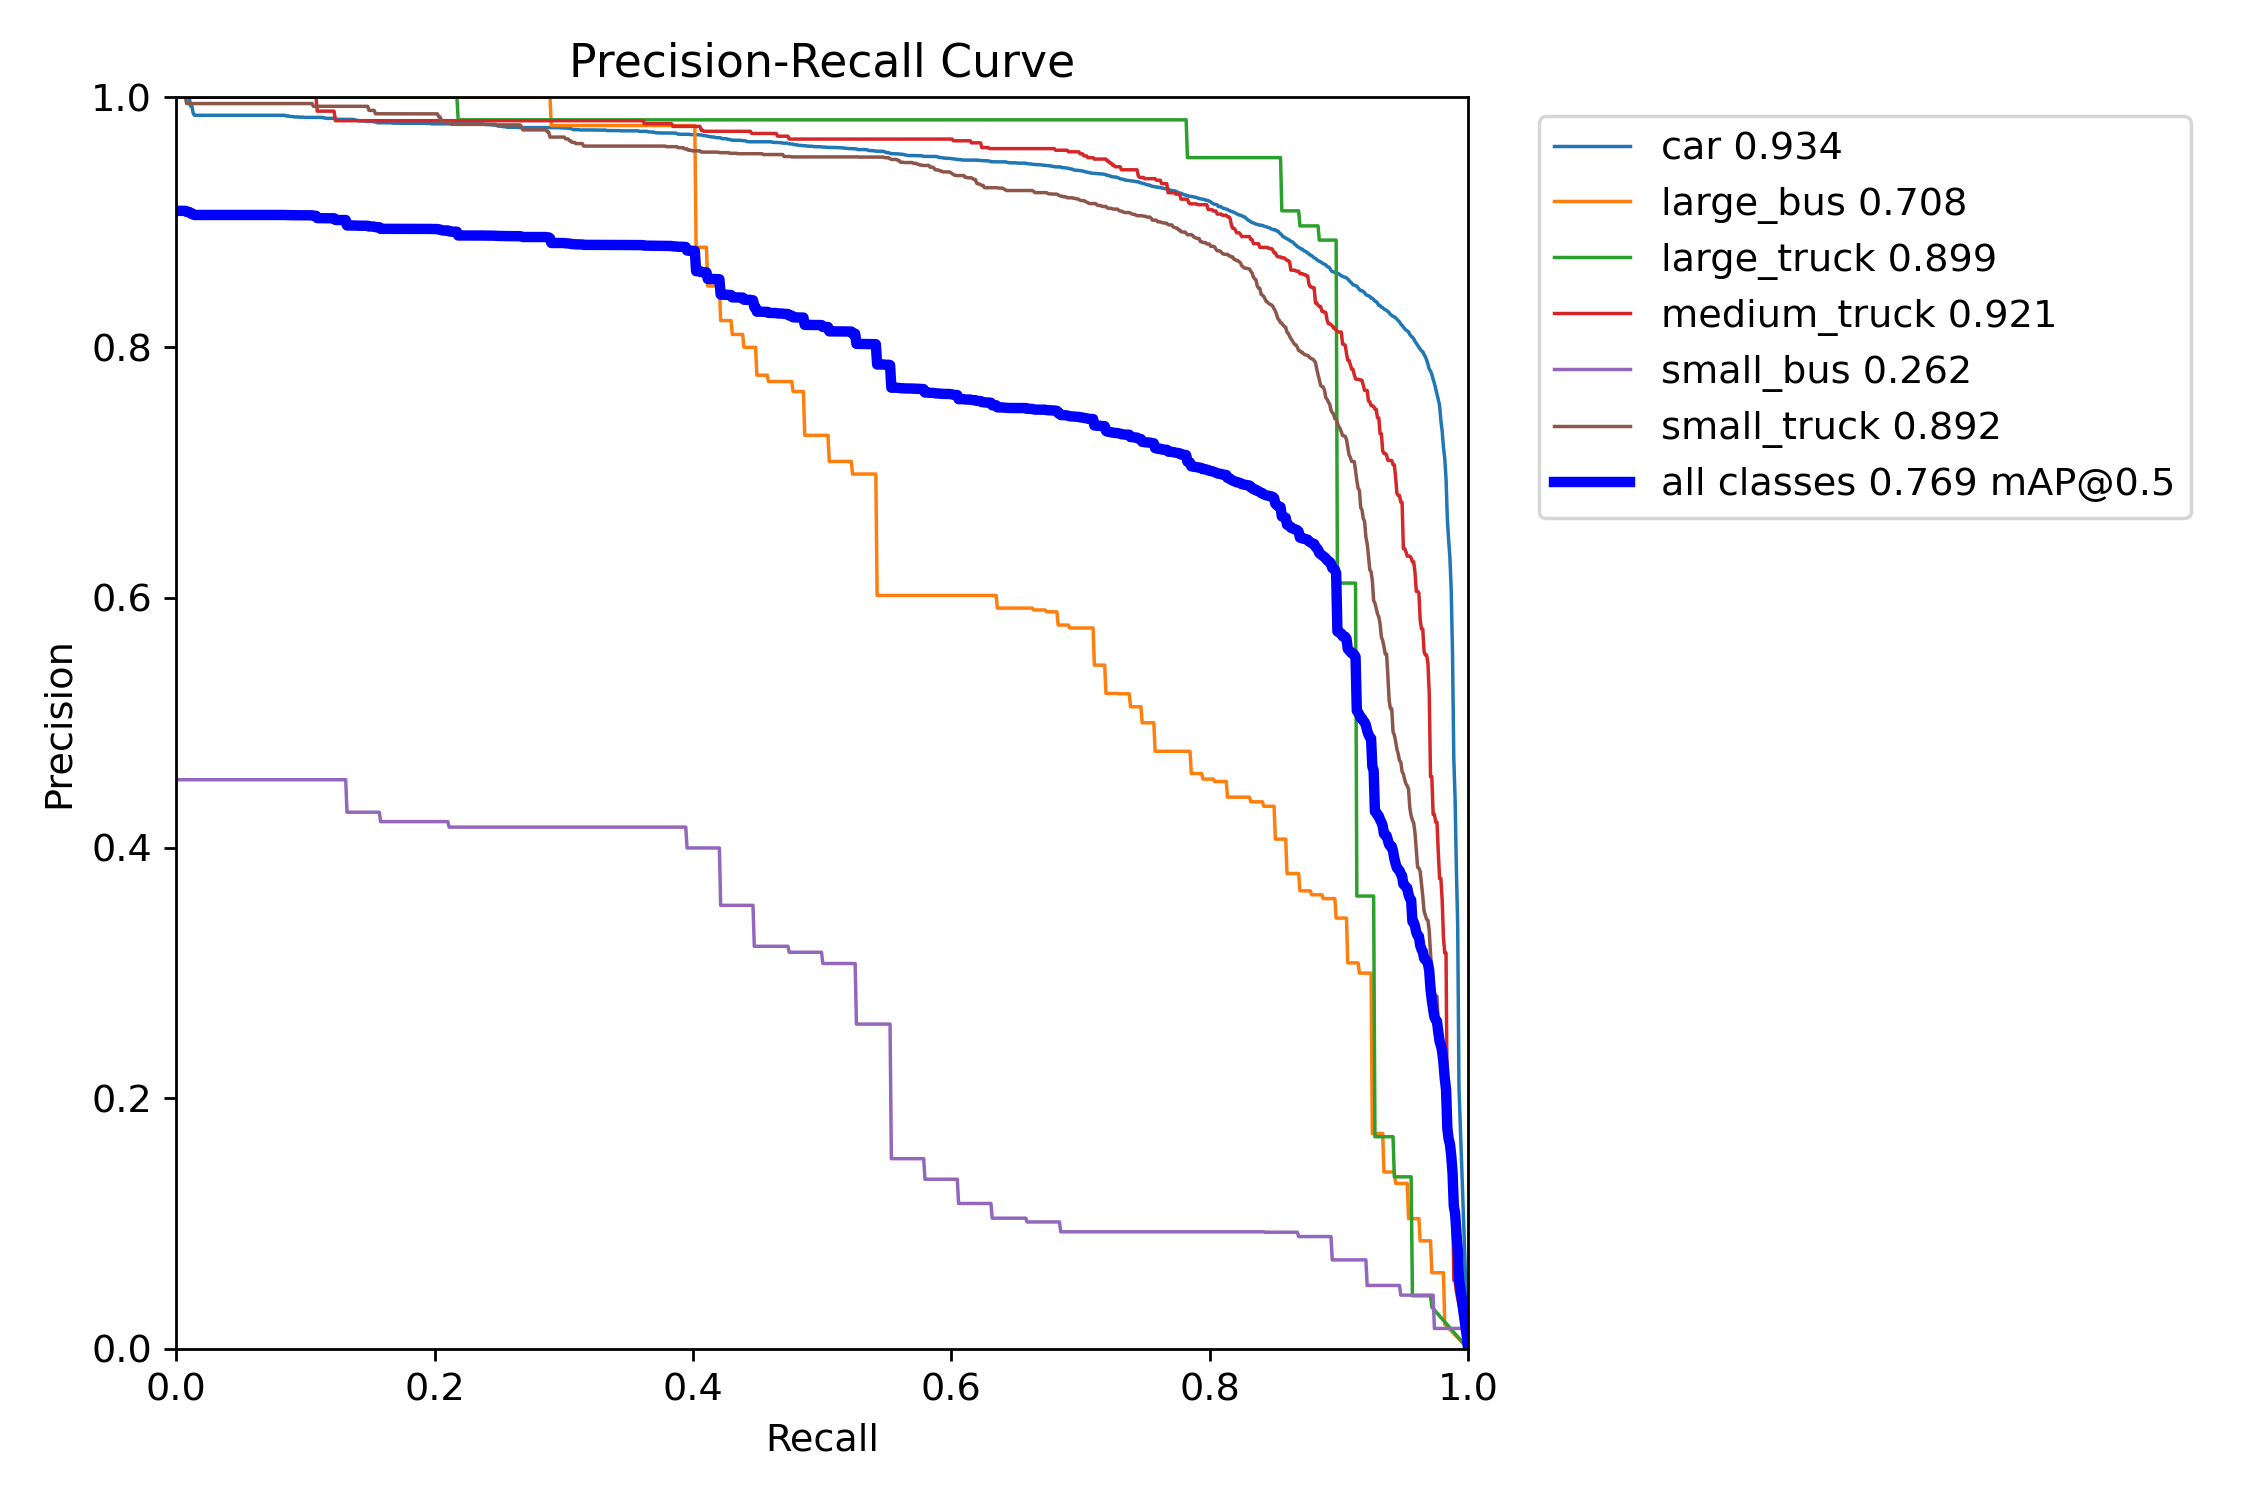 Precision-Recall Curve
1.0
0.8
0.6
0.4
0.2
0.0
Precision
0.0 0.2 0.4 0.6 0.8 1.0
Recall
car 0.934
large_bus 0.708
large_truck 0.899
medium_truck 0.921
small_bus 0.262
small_truck 0.892
all classes 0.769 mAP@0.5